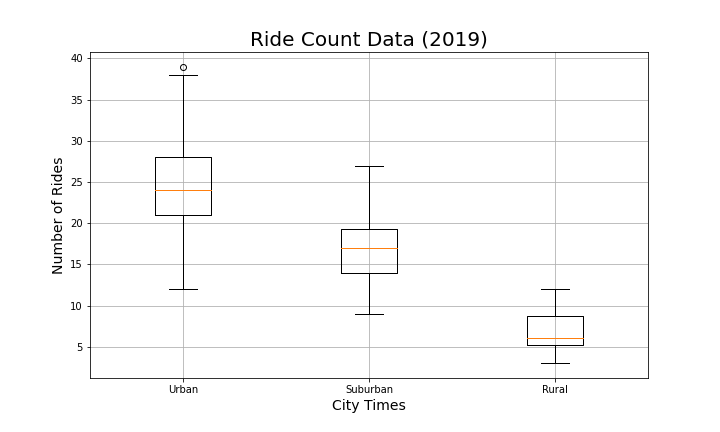 Ride Count Data (2019)
40
35
30
25
20
15
10
5
Number of Rides
Urban
Suburban
Rural
City Times